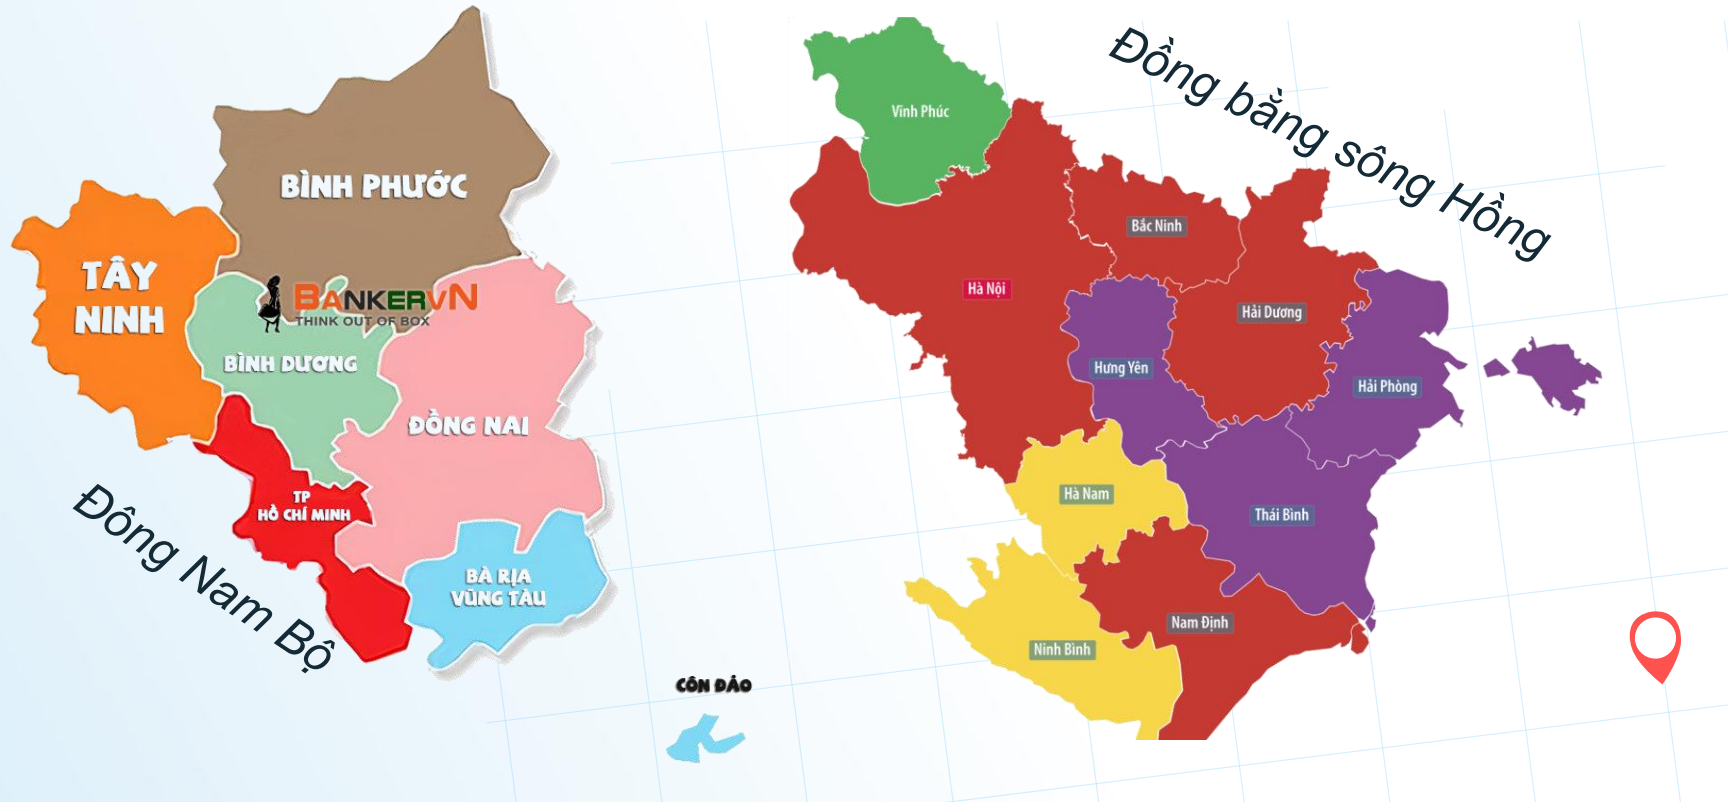 BÌNH PHƯỚC
TÂY
NINH
BANKERVN
THINK OUT OF BOX
BÌNH DƯƠNG
ĐỒNG NAI
TP
HỒ CHÍ MINH
BÀ RỊA
VŨNG TÀU
CÔN ĐẢO
Đông Nam Bộ
Đồng bằng sông Hồng
Vĩnh Phúc
Bắc Ninh
Hà Nội
Hải Dương
Hưng Yên
Hải Phòng
Hà Nam
Thái Bình
Nam Định
Ninh Bình